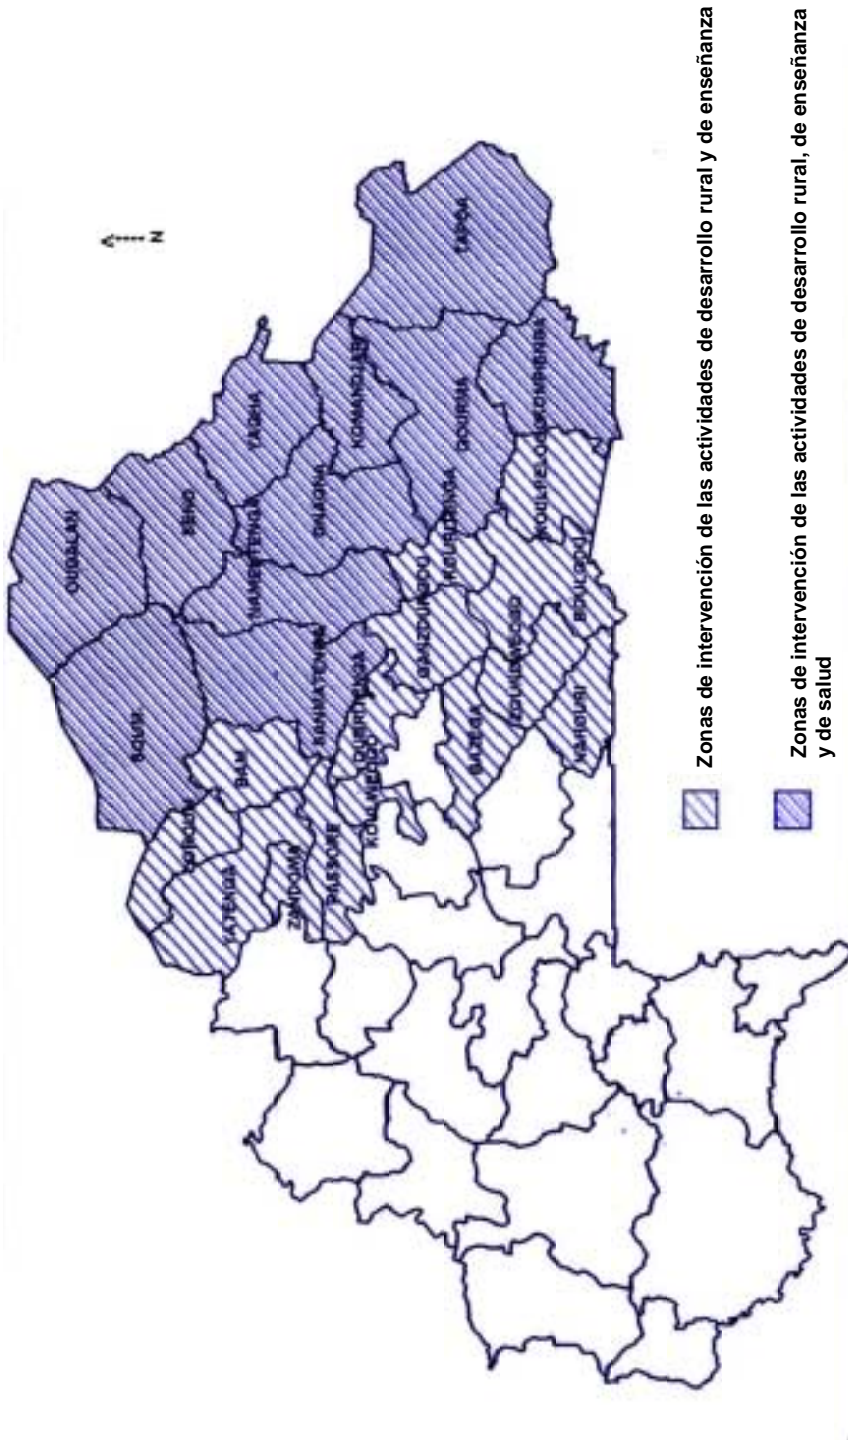 N
OUDALAN
SOUM
SENO
YAGHA
TAPOA
KOMANDJARI
GNAGNA
NAMENTENGA
GOURMA
KOMPIENGA
KOULPELOGO
KOURITENGA
BOULGOU
GANZOURGOU
ZOUNDWEOGO
NAHOURI
BAZEGA
SANMATENGA
OUBRITENGA
KOURWEOGO
BAM
LOROUM
YATENGA
ZANDOMA
PASSORE
Zonas de intervención de las actividades de desarrollo rural y de enseñanza
Zonas de intervención de las actividades de desarrollo rural, de enseñanza
y de salud